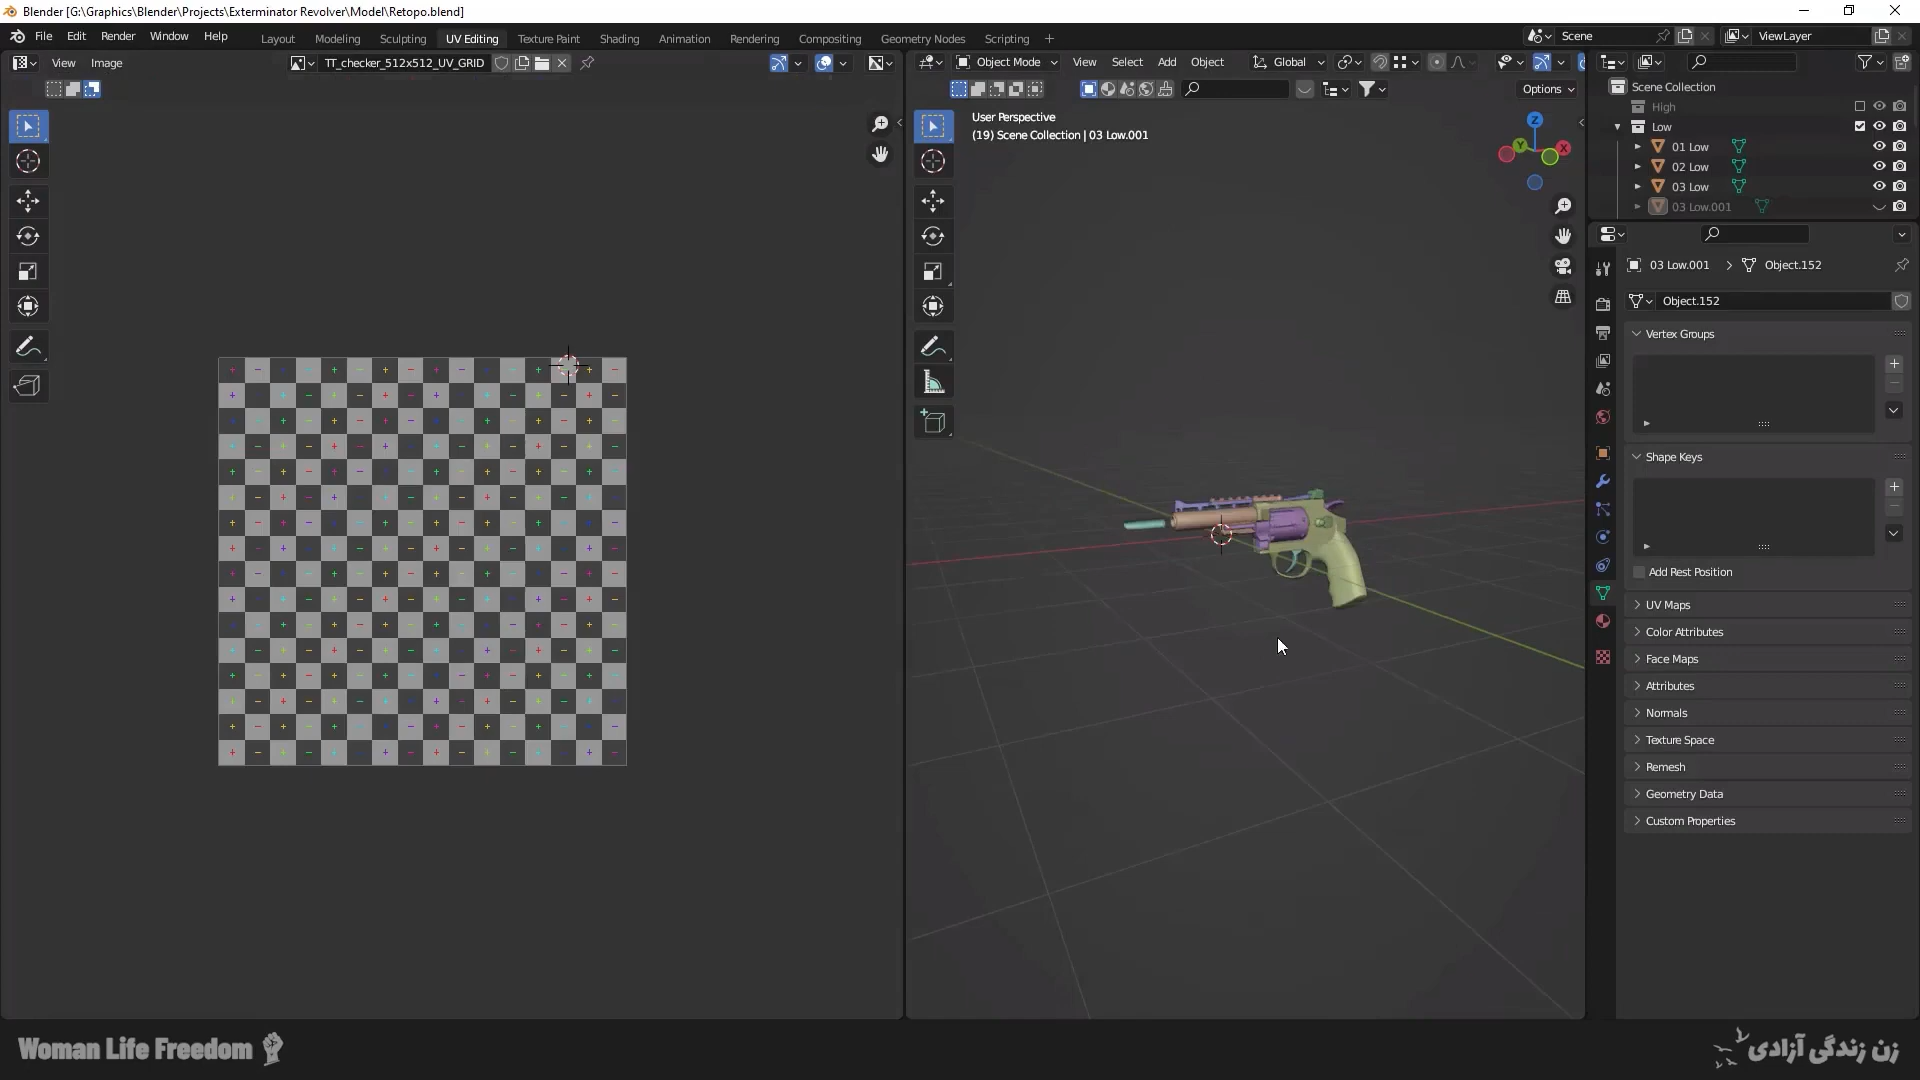 Blender [G:\Graphics\Blender\Projects\Exterminator Revolver\Model\Retopo.blend]
File Edit Render Window Help Layout Modeling Sculpting UV Editing Texture Paint Shading Animation Rendering Compositing Geometry Nodes Scripting + Scene ViewLayer
View Image TT_checker_512x512_UV_GRID Object Mode View Select Add Object Global
Options
User Perspective
(19) Scene Collection | 03 Low.001
Z
Y
X
Scene Collection
High
Low
01 Low
02 Low
03 Low
03 Low.001
03 Low.001 > Object.152
Object.152
Vertex Groups
Shape Keys
Add Rest Position
UV Maps
Color Attributes
Face Maps
Attributes
Normals
Texture Space
Remesh
Geometry Data
Custom Properties
Woman Life Freedom
زن زندگی آزادی